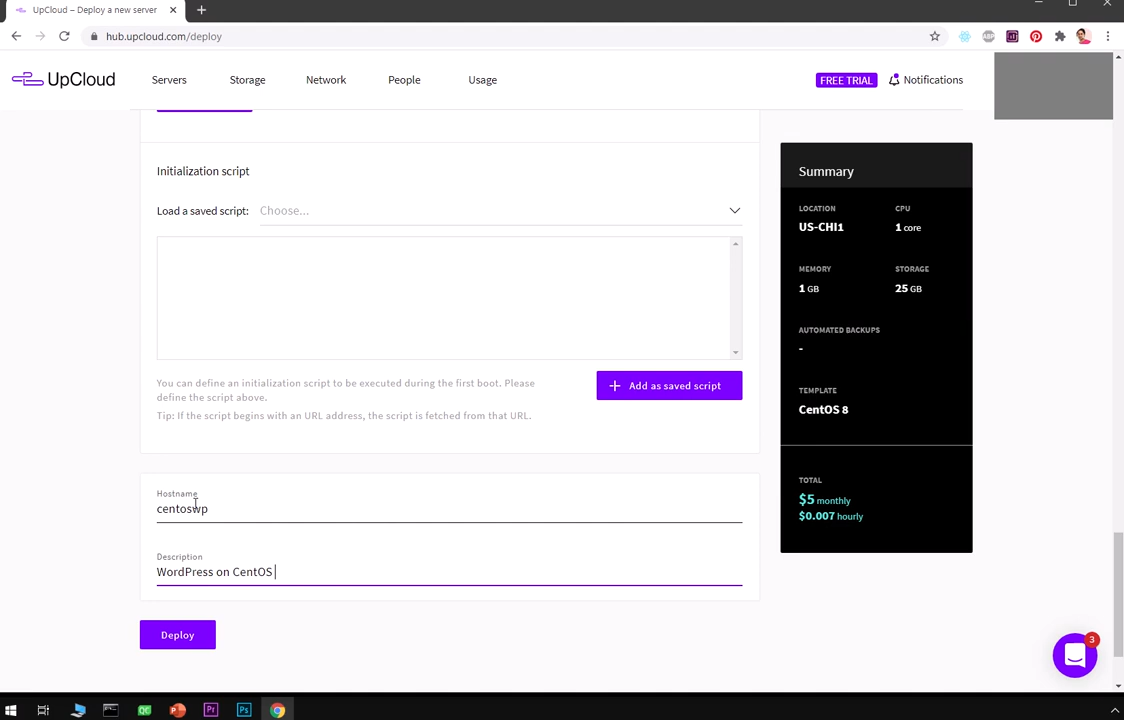 UpCloud – Deploy a new server
hub.upcloud.com/deploy
UpCloud
Servers
Storage
Network
People
Usage
FREE TRIAL
Notifications
Initialization script
Load a saved script:
Choose...
You can define an initialization script to be executed during the first boot. Please
define the script above.
Tip: If the script begins with an URL address, the script is fetched from that URL.
Add as saved script
Hostname
centoswp
Description
WordPress on CentOS
Deploy
Summary
LOCATION
CPU
US-CHI1
1 core
MEMORY
STORAGE
1 GB
25 GB
AUTOMATED BACKUPS
-
TEMPLATE
CentOS 8
TOTAL
$5 monthly
$0.007 hourly
3
ABP
QC
Pr
Ps